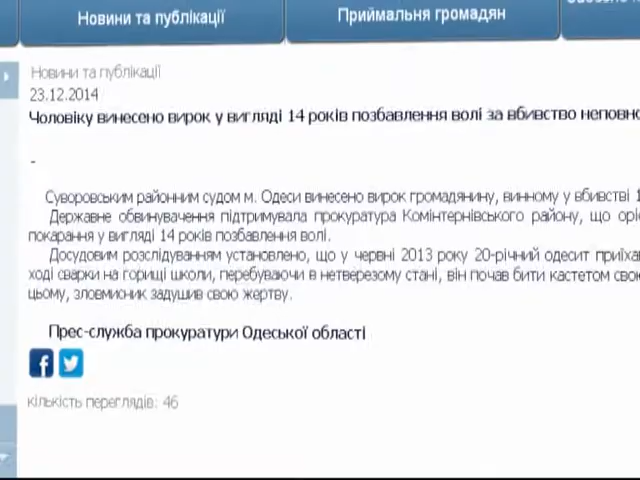 Новини та публікації
Приймальня громадян
Новини та публікації
23.12.2014
Чоловіку винесено вирок у вигляді 14 років позбавлення волі за вбивство
-
Суворовським районним судом м. Одеси винесено вирок громадянину, винному у вбивстві
Державне обвинувачення підтримувала прокуратура Комінтернівського району, що
покарання у вигляді 14 років позбавлення волі.
Досудовим розслідуванням установлено, що у червні 2013 року 20-річний одесит
ході сварки на горищі школи, перебуваючи в нетверезому стані, він почав бити кастетом
цьому, зловмисник задушив свою жертву.
Прес-служба прокуратури Одеської області
кількість переглядів: 46